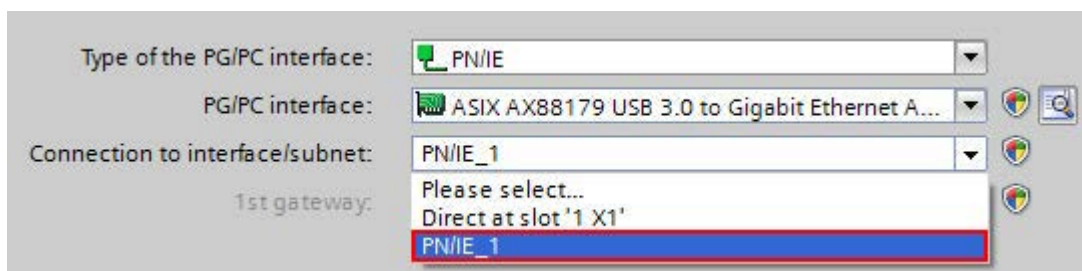 Type of the PG/PC interface: PN/IE
PG/PC interface: ASIX AX88179 USB 3.0 to Gigabit Ethernet A...
Connection to interface/subnet: PN/IE_1
Please select...
1st gateway:
Direct at slot '1 X1'
PN/IE_1